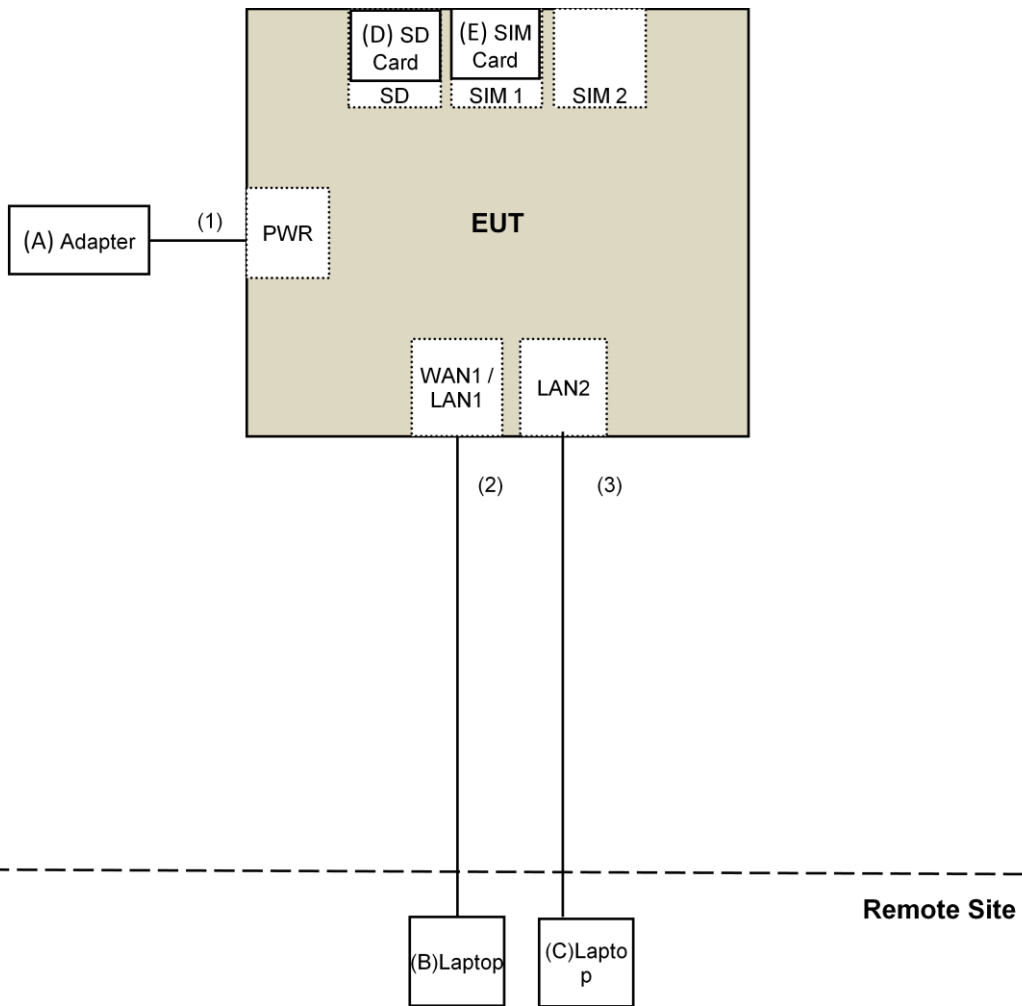 (D) SD
Card
SD
(E) SIM
Card
SIM 1
SIM 2
(A) Adapter
(1)
PWR
EUT
WAN1 /
LAN1
LAN2
(2)
(3)
Remote Site
(B)Laptop
(C)Lapto
p